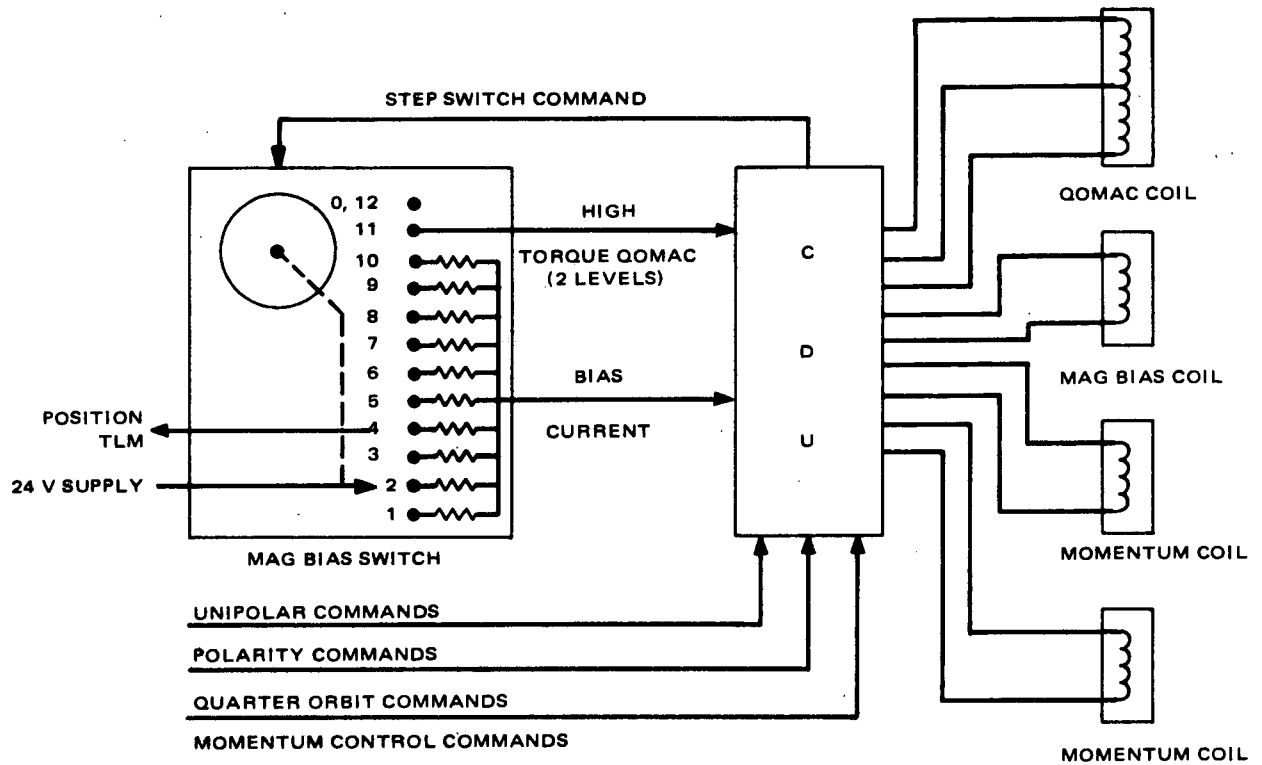 STEP SWITCH COMMAND
0, 12
11
10
9
8
7
6
5
4
3
2
1
HIGH
TORQUE QOMAC
(2 LEVELS)
BIAS
CURRENT
POSITION
TLM
24 V SUPPLY
MAG BIAS SWITCH
C
D
U
QOMAC COIL
MAG BIAS COIL
MOMENTUM COIL
MOMENTUM COIL
UNIPOLAR COMMANDS
POLARITY COMMANDS
QUARTER ORBIT COMMANDS
MOMENTUM CONTROL COMMANDS